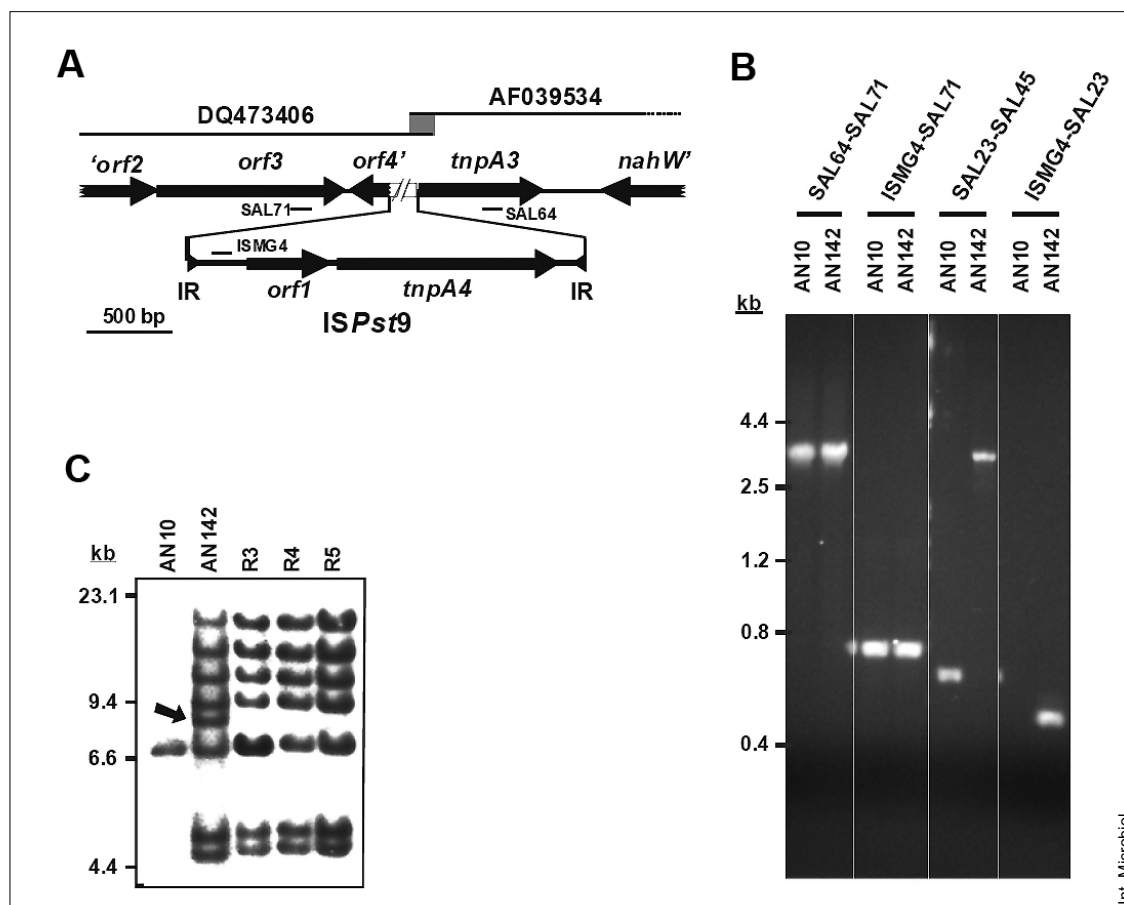 A
DQ473406
AF039534
‘orf2 orf3 orf4’ tnpA3 nahW’
SAL71
SAL64
ISMG4
IR orf1 tnpA4 IR
500 bp
ISPst9
B
SAL64-SAL71
ISMG4-SAL71
SAL23-SAL45
ISMG4-SAL23
AN10 AN142 AN10 AN142 AN10 AN142 AN10 AN142
kb
4.4
2.5
1.2
0.8
0.4
C
kb
AN10 AN142 R3 R4 R5
23.1
9.4
6.6
4.4
Int. Microbiol